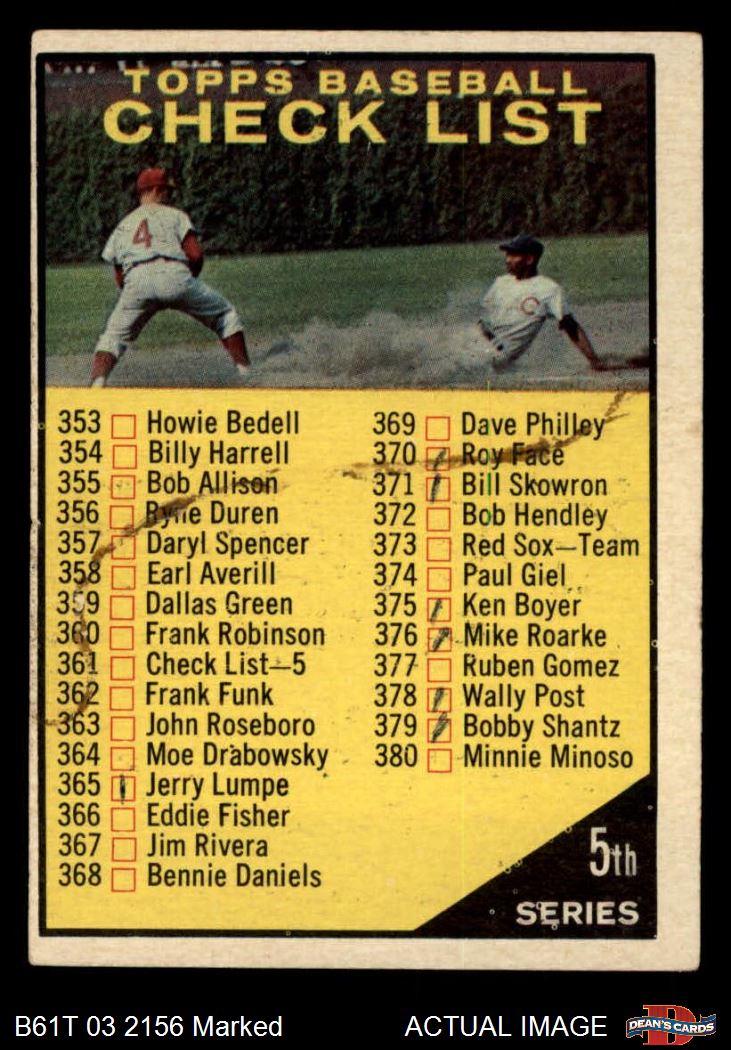 TOPPS BASEBALL
CHECK LIST
4
C
353 Howie Bedell
354 Billy Harrell
355 Bob Allison
356 Ryne Duren
357 Daryl Spencer
358 Earl Averill
359 Dallas Green
360 Frank Robinson
361 Check List—5
362 Frank Funk
363 John Roseboro
364 Moe Drabowsky
365 Jerry Lumpe
366 Eddie Fisher
367 Jim Rivera
368 Bennie Daniels
369 Dave Philley
370 Roy Face
371 Bill Skowron
372 Bob Hendley
373 Red Sox—Team
374 Paul Giel
375 Ken Boyer
376 Mike Roarke
377 Ruben Gomez
378 Wally Post
379 Bobby Shantz
380 Minnie Minoso
5th
SERIES
B61T 03 2156 Marked
ACTUAL IMAGE
D
DEAN'S CARDS